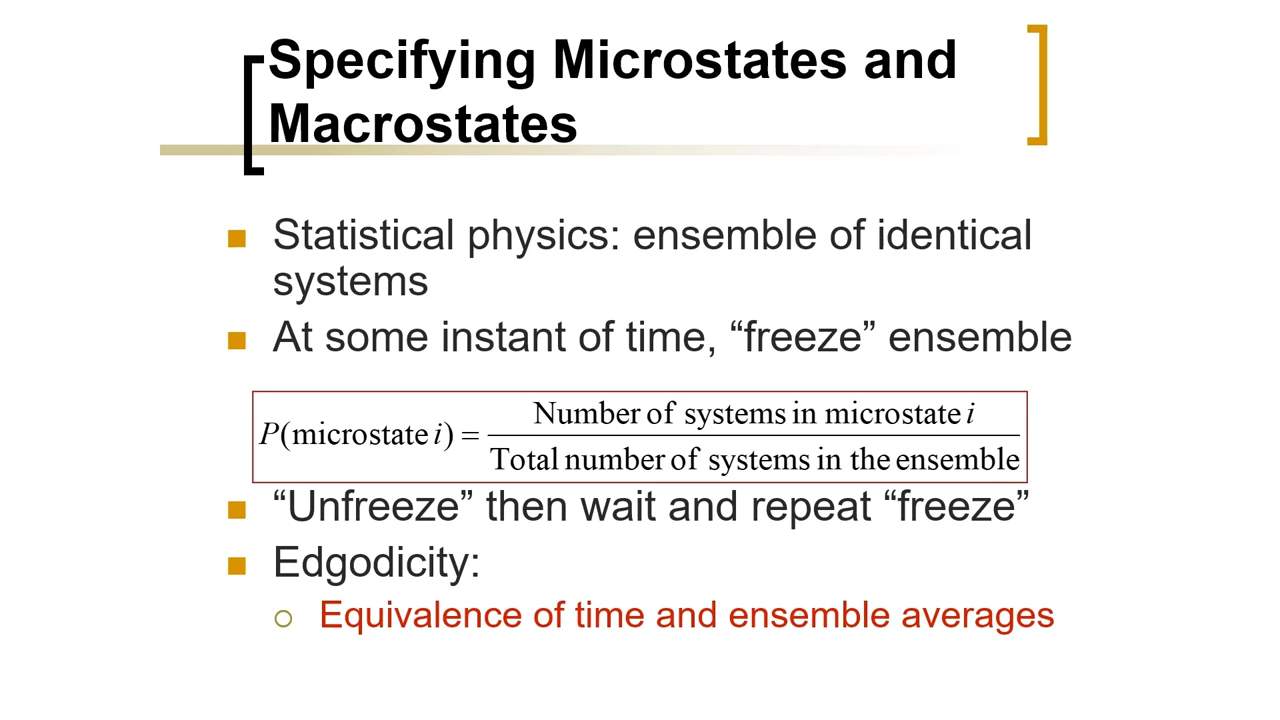 Specifying Microstates and
Macrostates
Statistical physics: ensemble of identical
systems
At some instant of time, “freeze” ensemble
P(microstate i) = Number of systems in microstate i
Total number of systems in the ensemble
“Unfreeze” then wait and repeat “freeze”
Edgodicity:
Equivalence of time and ensemble averages